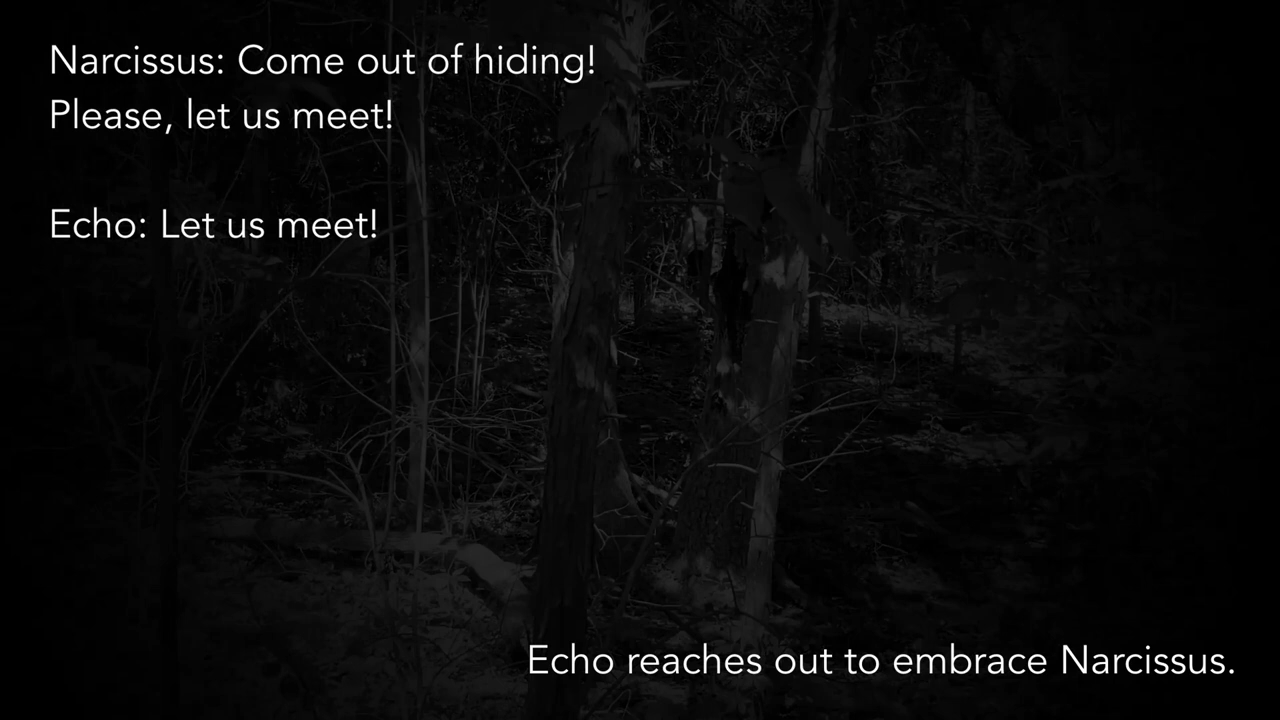 Narcissus: Come out of hiding!
Please, let us meet!
Echo: Let us meet!
Echo reaches out to embrace Narcissus.